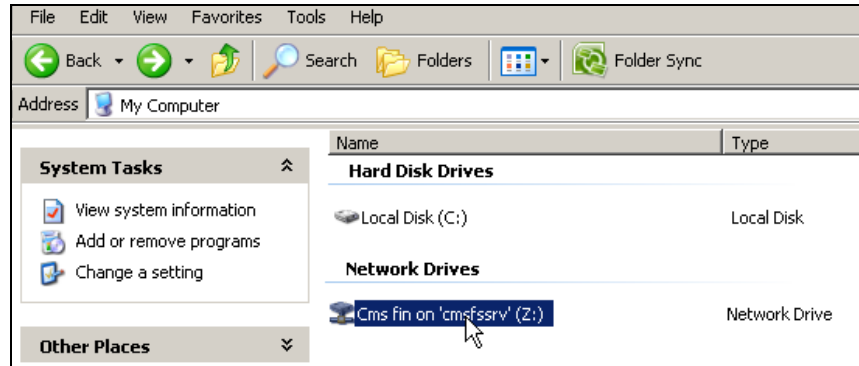 File Edit View Favorites Tools Help
Back Search Folders Folder Sync
Address My Computer
Name Type
System Tasks
Hard Disk Drives
View system information
Local Disk (C:) Local Disk
Add or remove programs
Change a setting
Network Drives
Cms fin on 'cmsfssrv' (Z:) Network Drive
Other Places